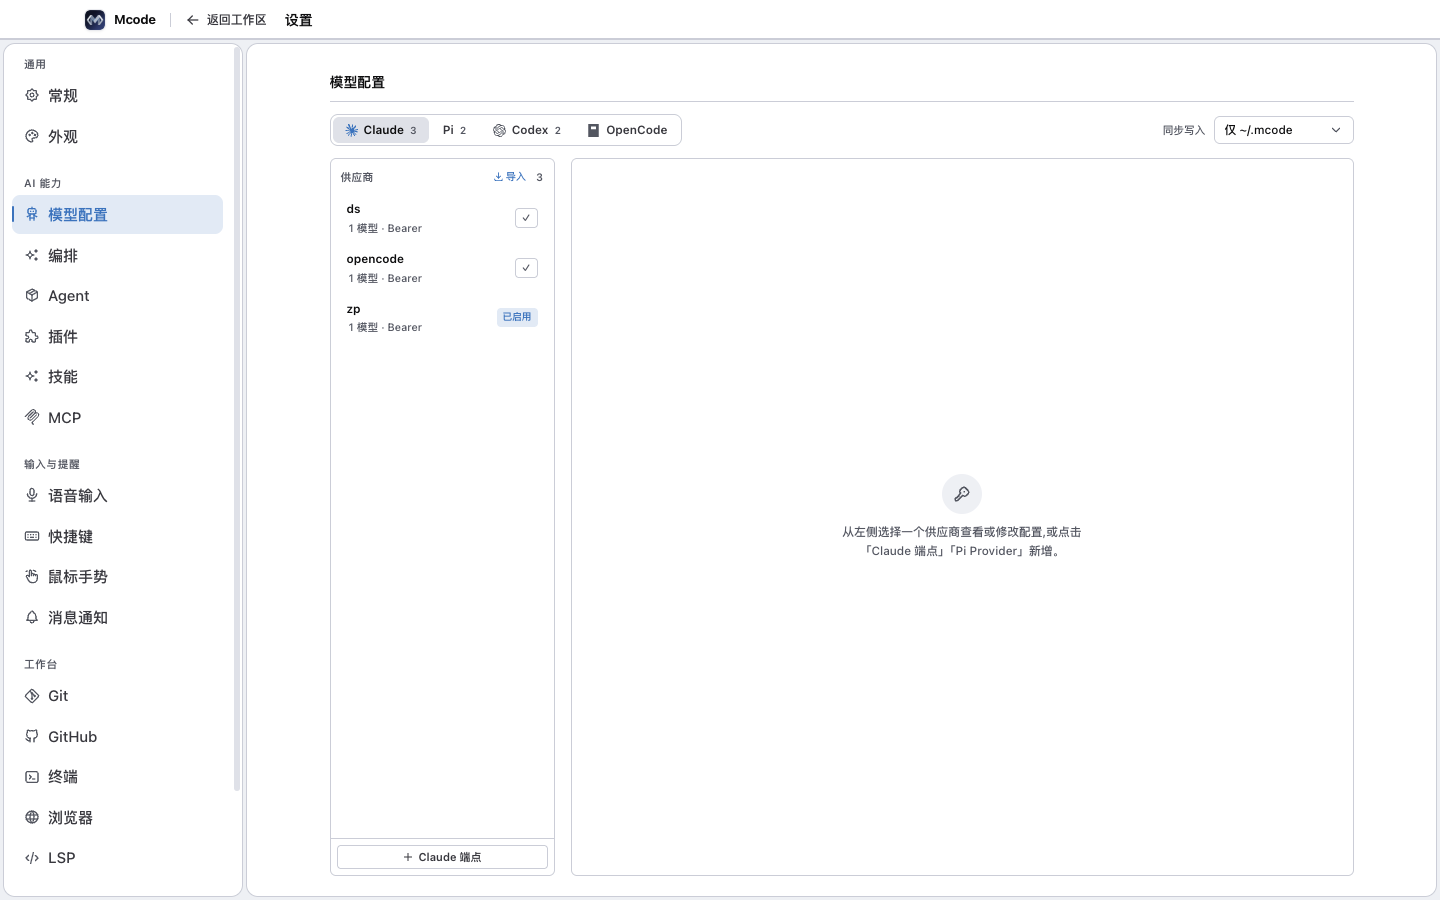 Mcode
返回工作区
设置
通用
常规
外观
AI 能力
模型配置
编排
Agent
插件
技能
MCP
输入与提醒
语音输入
快捷键
鼠标手势
消息通知
工作台
Git
GitHub
终端
浏览器
LSP
模型配置
Claude 3
Pi 2
Codex 2
OpenCode
同步写入
仅 ~/.mcode
供应商
导入 3
ds
1 模型 · Bearer
opencode
1 模型 · Bearer
zp
1 模型 · Bearer
已启用
+ Claude 端点
从左侧选择一个供应商查看或修改配置,或点击
「Claude 端点」「Pi Provider」新增。